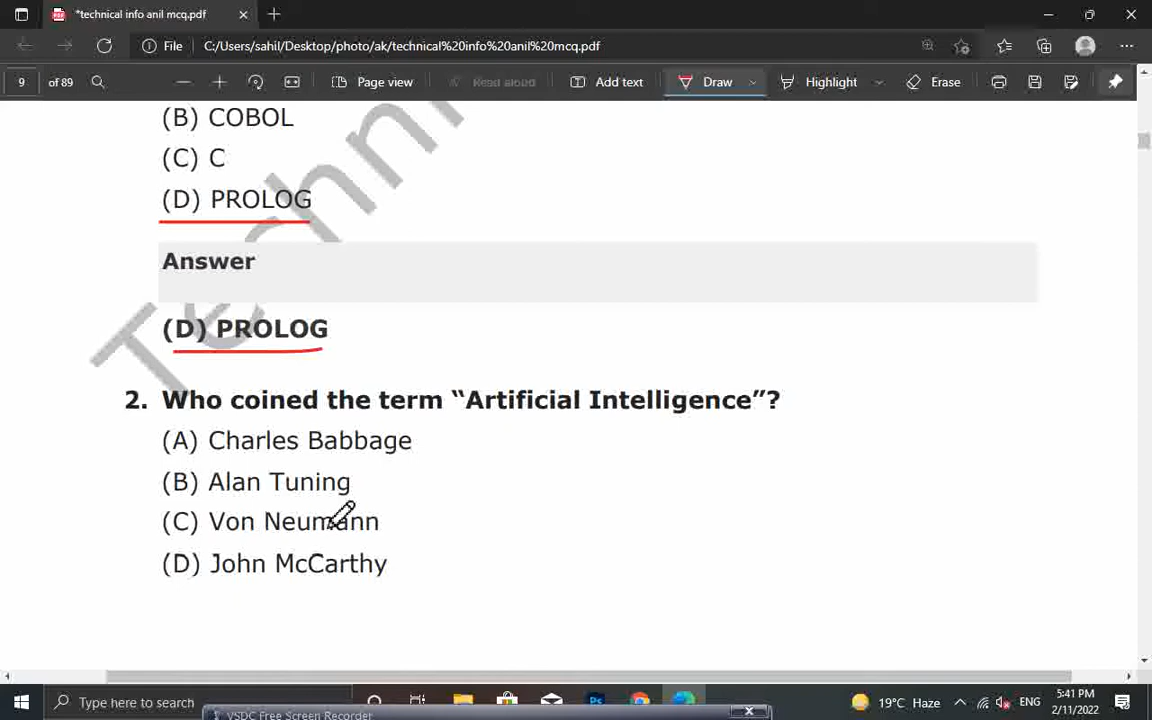 *technical info anil mcq.pdf
File C:/Users/sahil/Desktop/photo/ak/technical%20info%20anil%20mcq.pdf
9 of 89 Page view Read aloud Add text Draw Highlight Erase
(B) COBOL
(C) C
(D) PROLOG
Answer
(D) PROLOG
2. Who coined the term “Artificial Intelligence”?
(A) Charles Babbage
(B) Alan Tuning
(C) Von Neumann
(D) John McCarthy
Techni
Type here to search
19°C Haze ENG
5:41 PM
2/11/2022
VSDC Free Screen Recorder